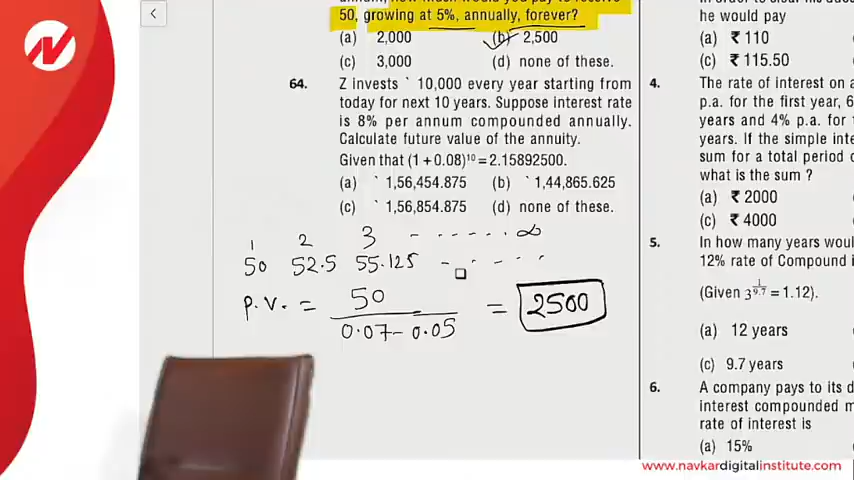 50, growing at 5%, annually, forever?
(a) 2,000 (b) 2,500
(c) 3,000 (d) none of these.
64. Z invests ` 10,000 every year starting from
today for next 10 years. Suppose interest rate
is 8% per annum compounded annually.
Calculate future value of the annuity.
Given that (1 + 0.08)¹⁰ = 2.15892500.
(a) ` 1,56,454.875 (b) ` 1,44,865.625
(c) ` 1,56,854.875 (d) none of these.
1 2 3 - - - - - - - ∞
50 52.5 55.125 - - - - -
P.V. = 50 / 0.07 - 0.05 = 2500
he would pay
(a) ₹ 110
(c) ₹ 115.50
4. The rate of interest on a
p.a. for the first year, 6
years and 4% p.a. for
years. If the simple inte
sum for a total period
what is the sum ?
(a) ₹ 2000
(c) ₹ 4000
5. In how many years woul
12% rate of Compound
(Given 3^(1/9.7) = 1.12).
(a) 12 years
(c) 9.7 years
6. A company pays to its d
interest compounded m
rate of interest is
(a) 15%
www.navkardigitalinstitute.com